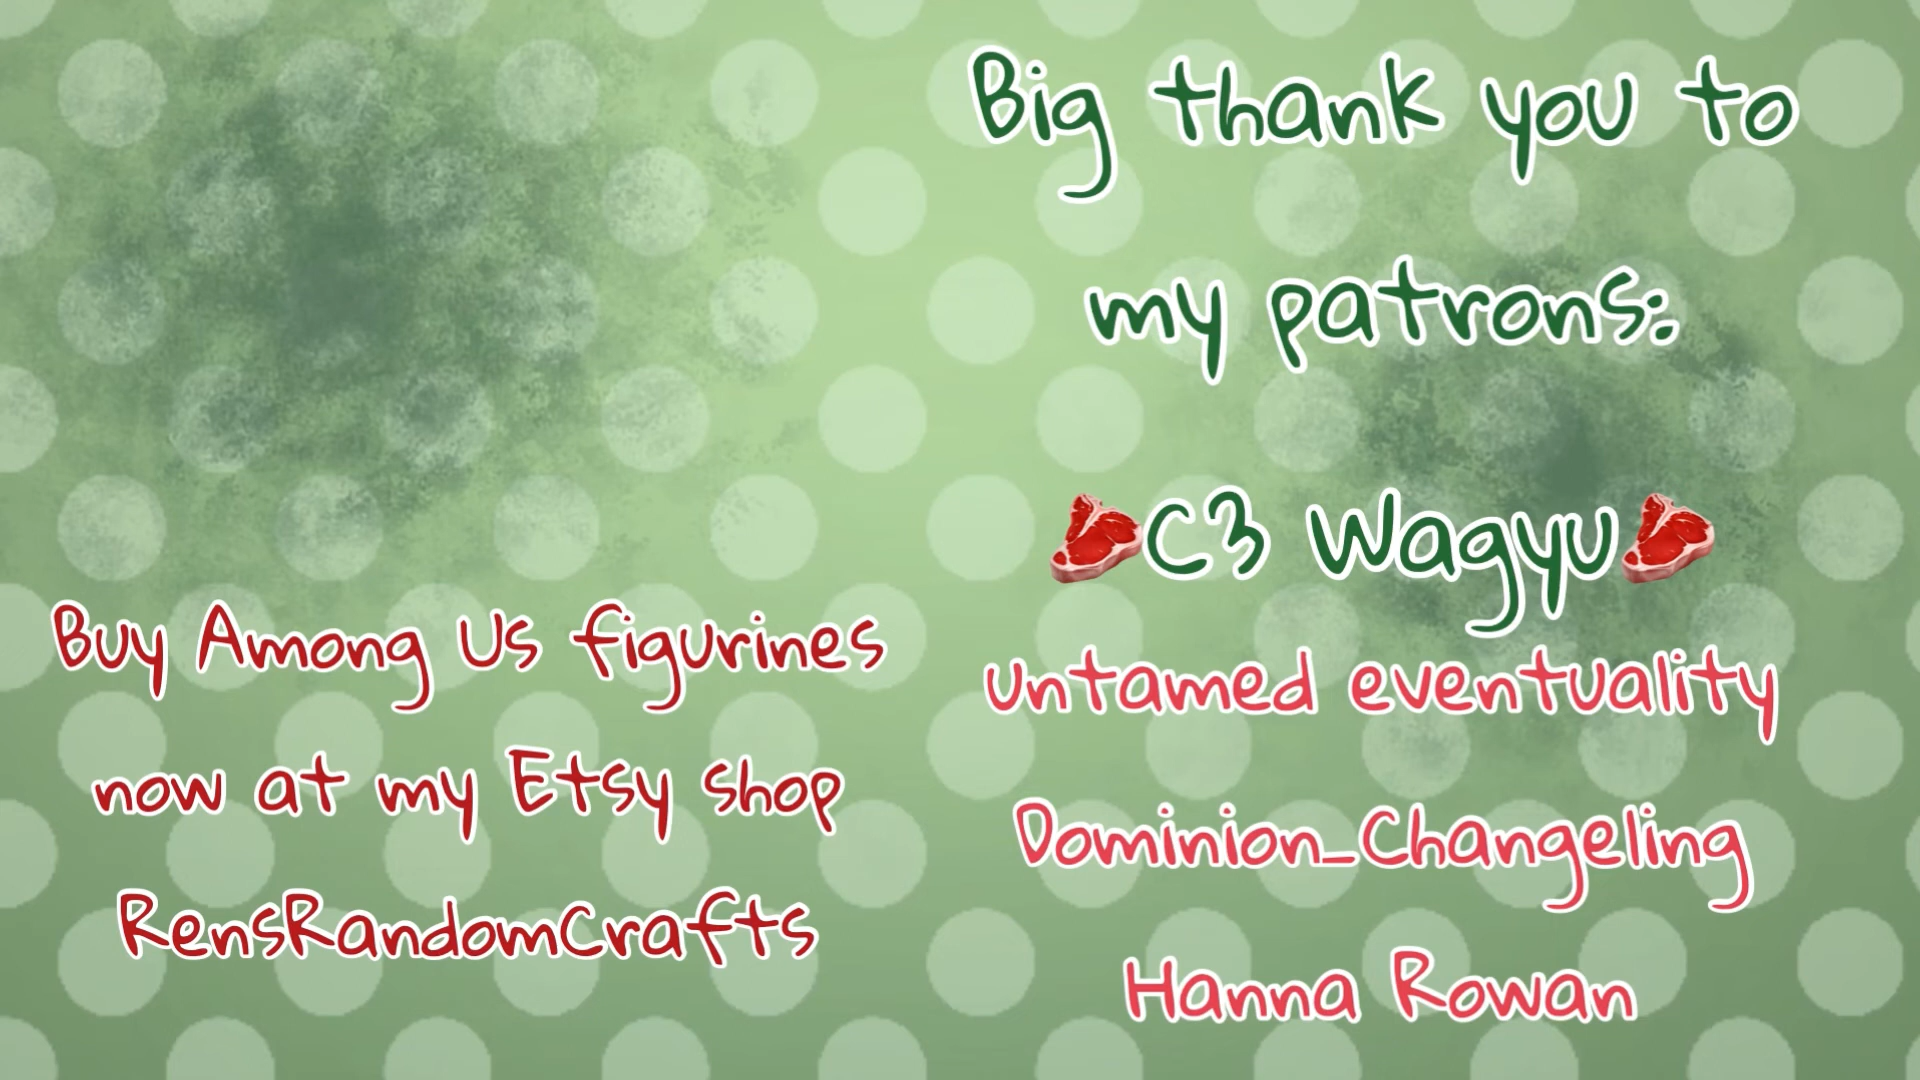 Big thank you to
my patrons:
🥩C3 Wagyu🥩
untamed eventuality
Dominion_Changeling
Hanna Rowan
Buy Among Us figurines
now at my Etsy shop
RensRandomCrafts